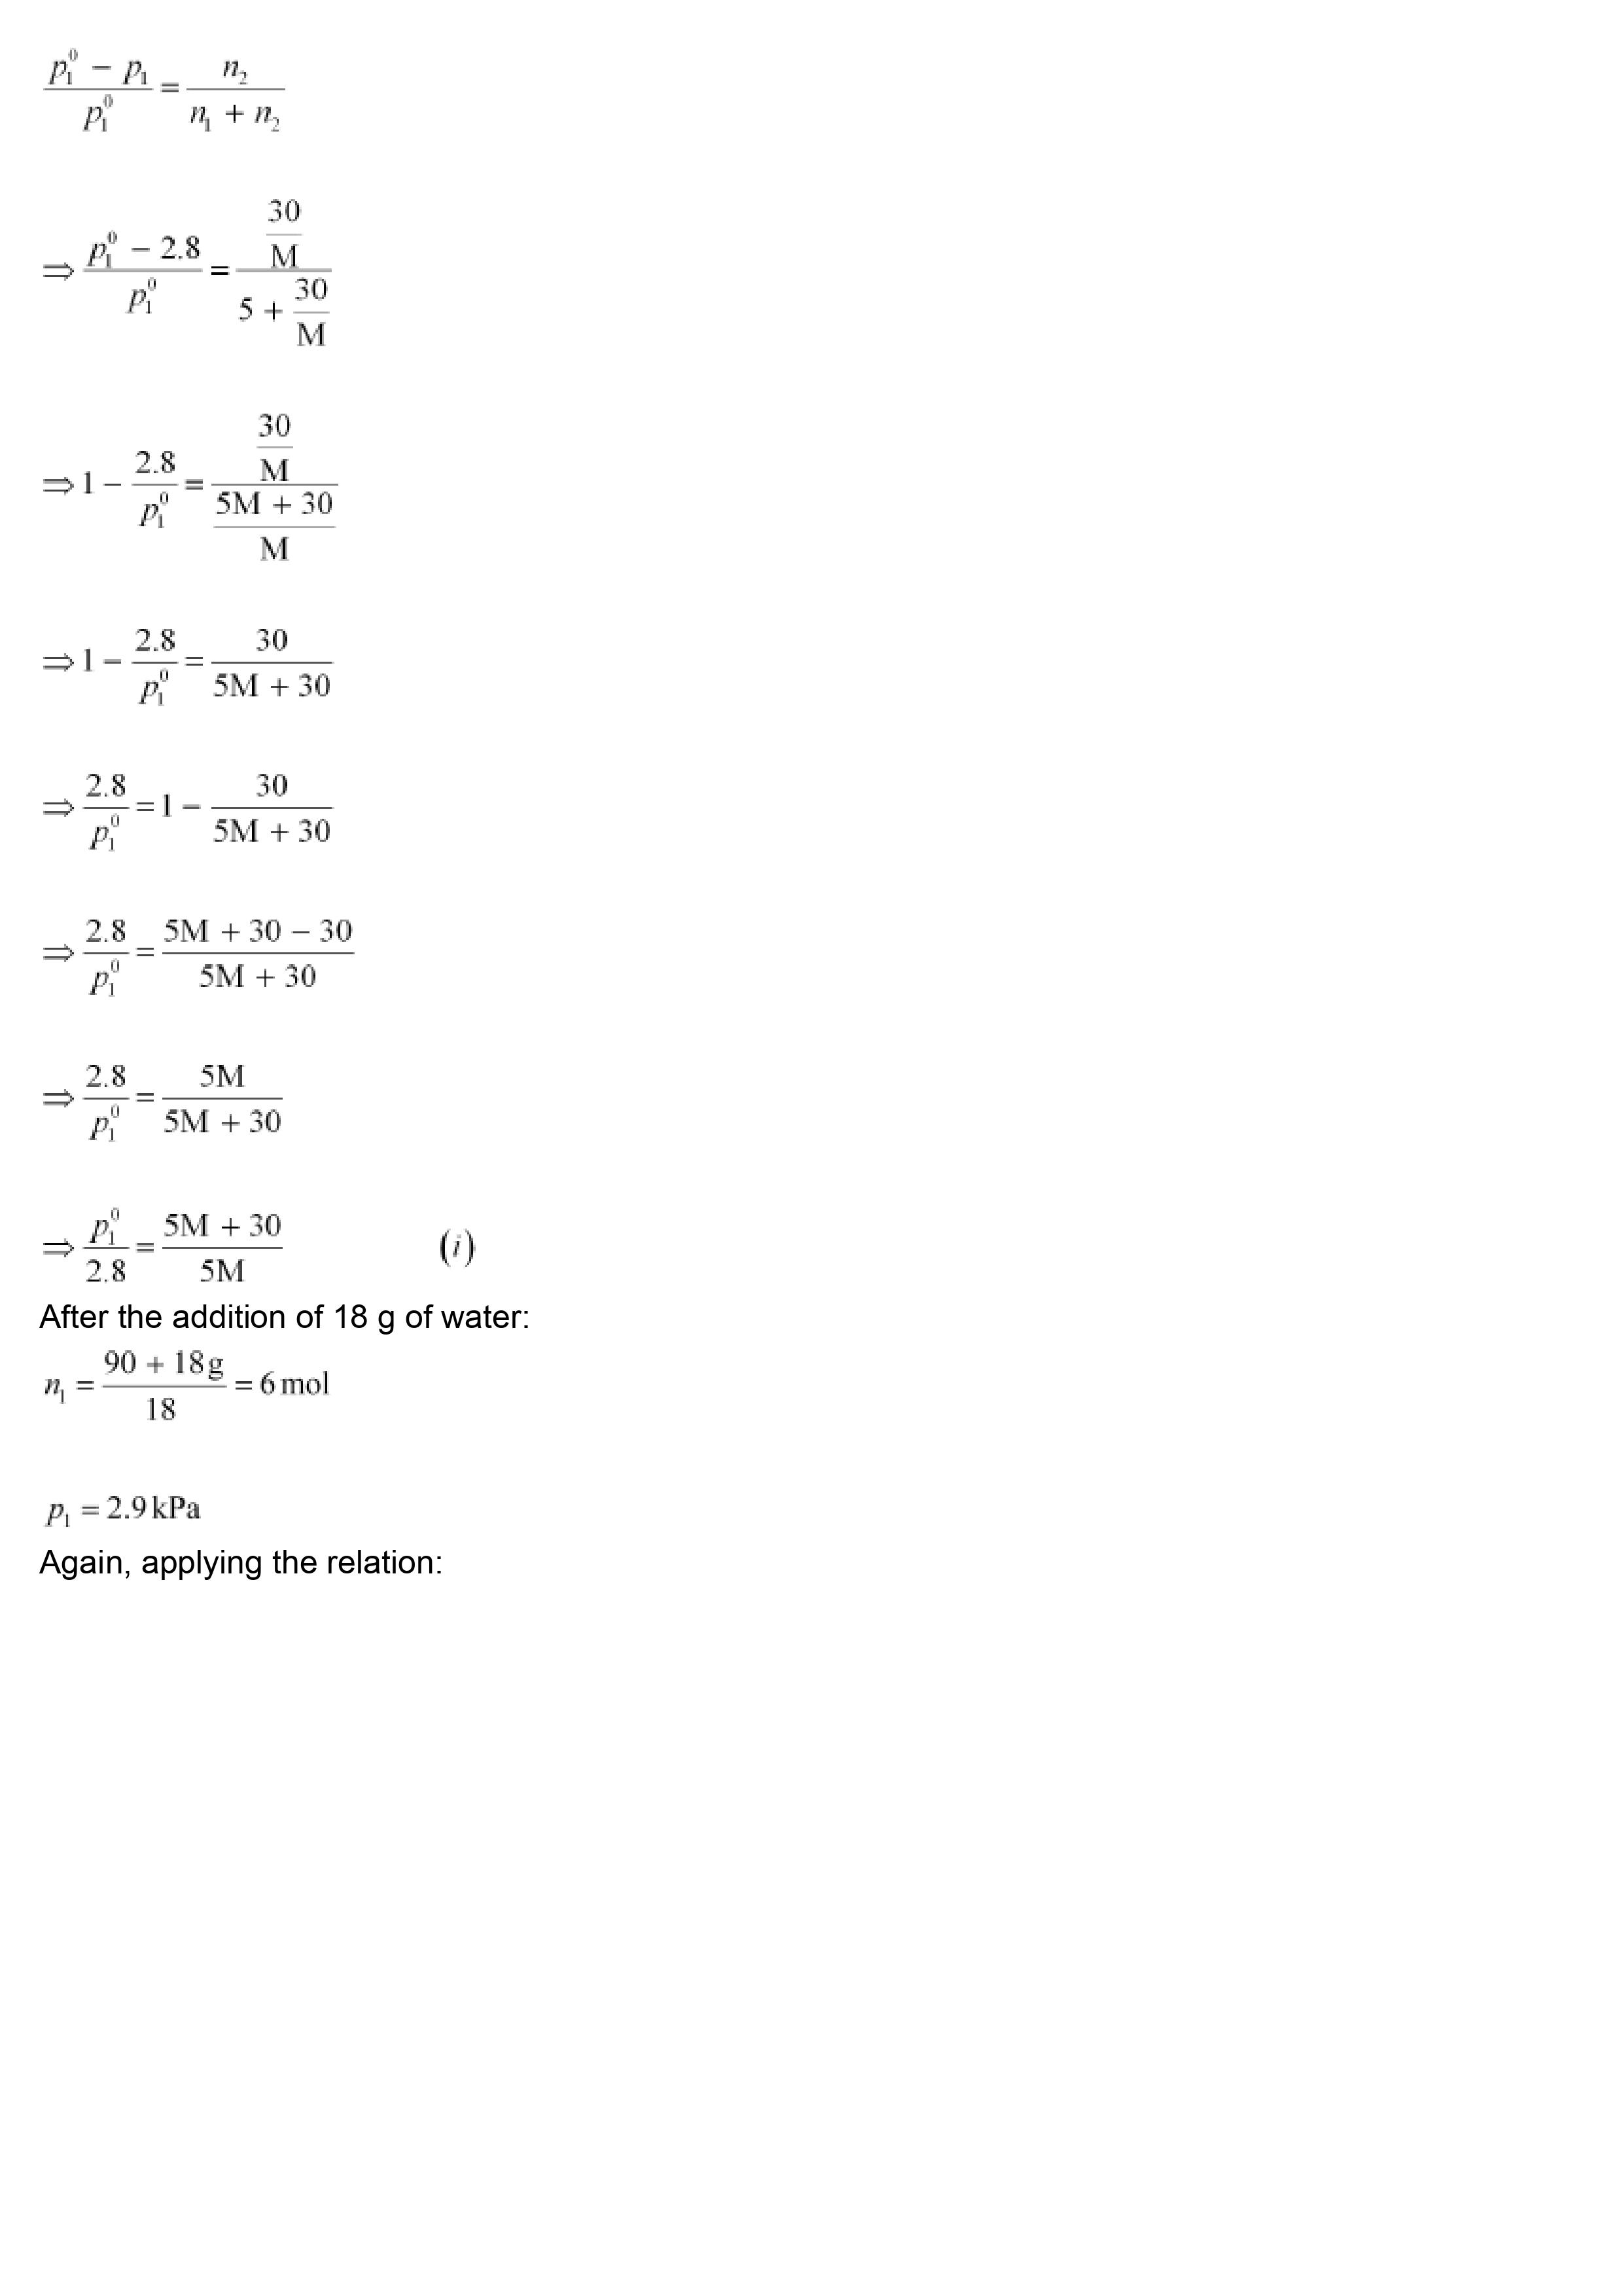 \frac{p_1^0 - p_1}{p_1^0} = \frac{n_2}{n_1 + n_2}
\Rightarrow \frac{p_1^0 - 2.8}{p_1^0} = \frac{\frac{30}{M}}{5 + \frac{30}{M}}
\Rightarrow 1 - \frac{2.8}{p_1^0} = \frac{\frac{30}{M}}{\frac{5M + 30}{M}}
\Rightarrow 1 - \frac{2.8}{p_1^0} = \frac{30}{5M + 30}
\Rightarrow \frac{2.8}{p_1^0} = 1 - \frac{30}{5M + 30}
\Rightarrow \frac{2.8}{p_1^0} = \frac{5M + 30 - 30}{5M + 30}
\Rightarrow \frac{2.8}{p_1^0} = \frac{5M}{5M + 30}
\Rightarrow \frac{p_1^0}{2.8} = \frac{5M + 30}{5M} (i)
After the addition of 18 g of water:
n_1 = \frac{90 + 18 g}{18} = 6 mol
p_1 = 2.9 kPa
Again, applying the relation: